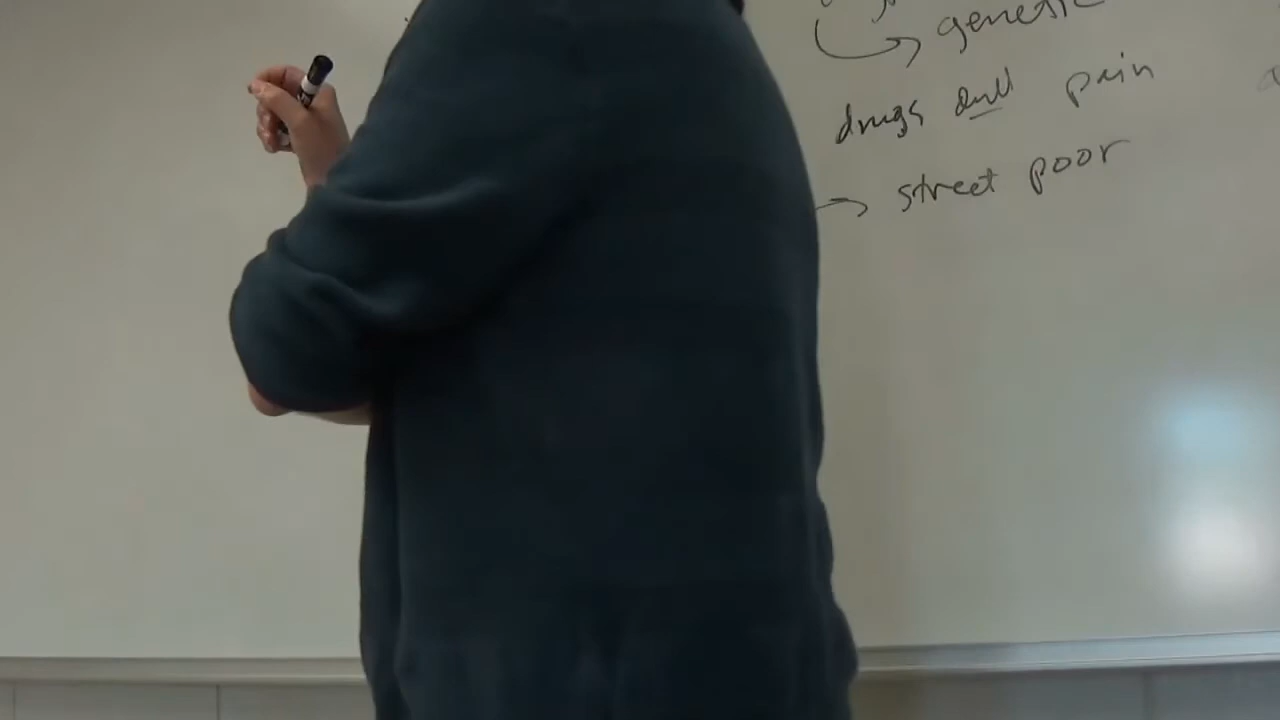 genetic
drugs dull pain
→ street poor